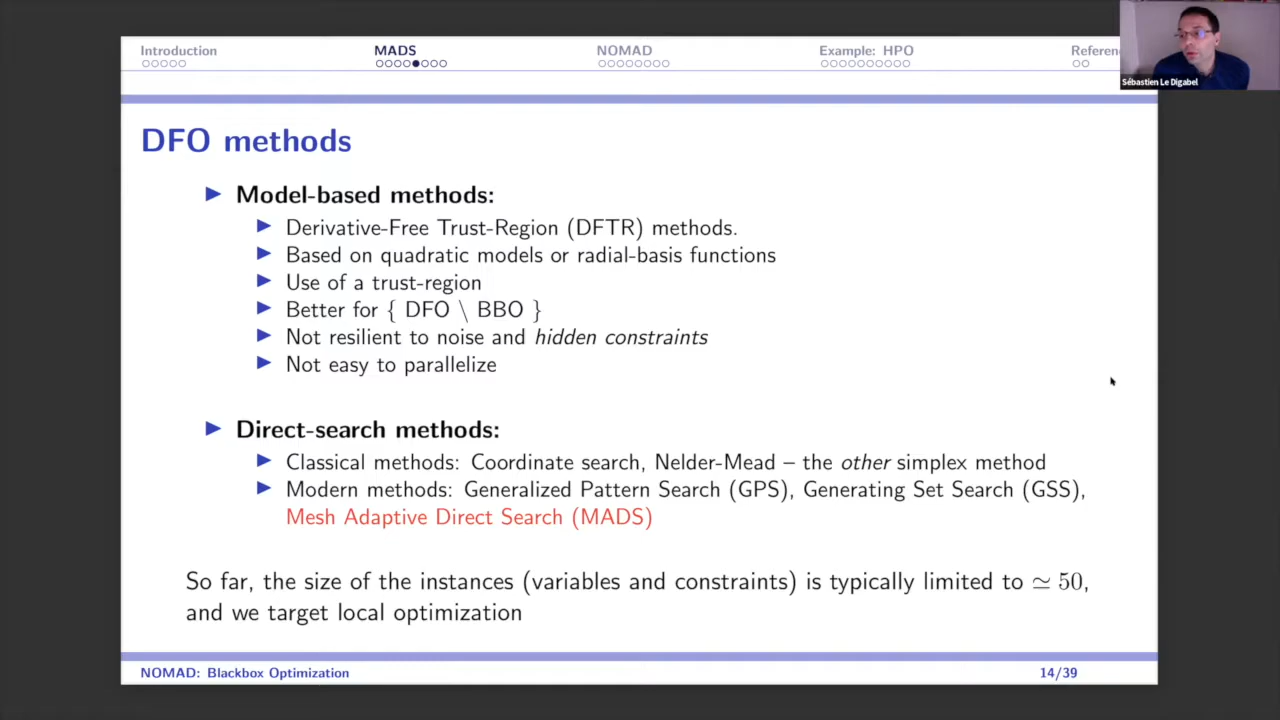 Introduction
MADS
NOMAD
Example: HPO
Sébastien Le Digabel
DFO methods
Model-based methods:
Derivative-Free Trust-Region (DFTR) methods.
Based on quadratic models or radial-basis functions
Use of a trust-region
Better for { DFO \ BBO }
Not resilient to noise and hidden constraints
Not easy to parallelize
Direct-search methods:
Classical methods: Coordinate search, Nelder-Mead – the other simplex method
Modern methods: Generalized Pattern Search (GPS), Generating Set Search (GSS),
Mesh Adaptive Direct Search (MADS)
So far, the size of the instances (variables and constraints) is typically limited to ≃ 50,
and we target local optimization
NOMAD: Blackbox Optimization
14/39